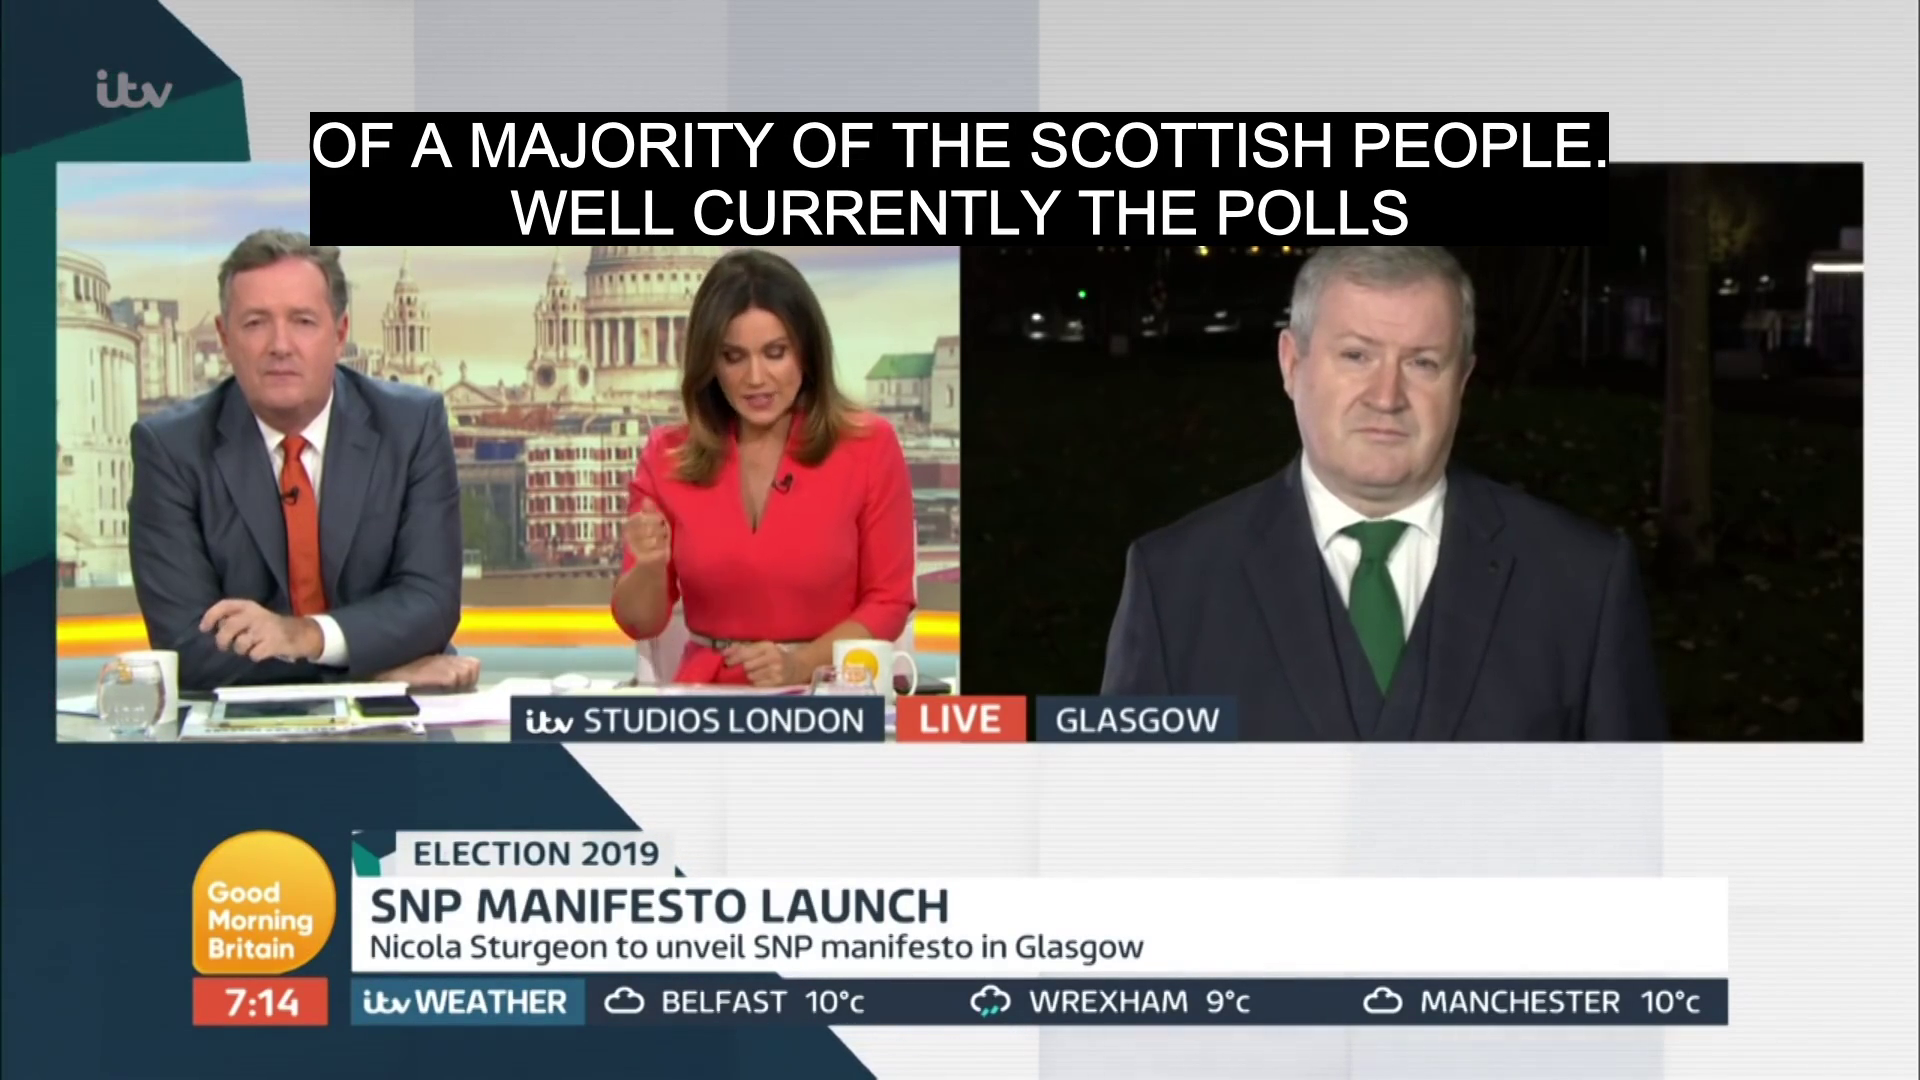 itv
OF A MAJORITY OF THE SCOTTISH PEOPLE.
WELL CURRENTLY THE POLLS
itv STUDIOS LONDON
LIVE
GLASGOW
ELECTION 2019
SNP MANIFESTO LAUNCH
Nicola Sturgeon to unveil SNP manifesto in Glasgow
Good
Morning
Britain
7:14
itv WEATHER
BELFAST 10°c
WREXHAM 9°c
MANCHESTER 10°c